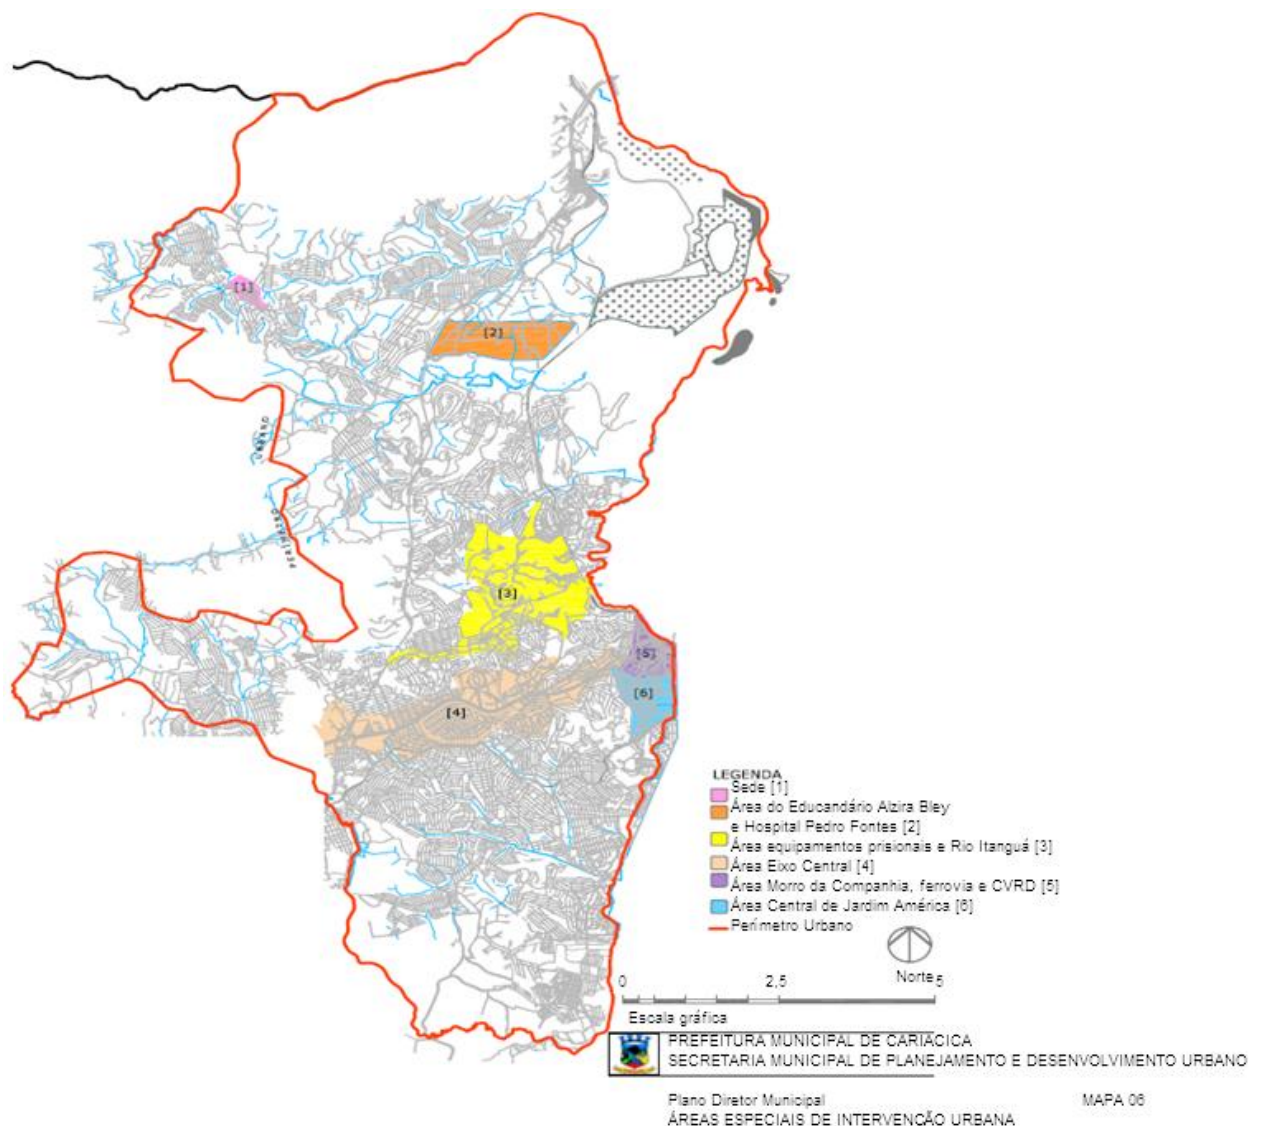 [1]
[2]
URBANO
PERÍMETRO
[3]
[5]
[6]
[4]
LEGENDA
Sede [1]
Área do Educandário Alzira Bley
e Hospital Pedro Fontes [2]
Área equipamentos prisionais e Rio Itanguá [3]
Área Eixo Central [4]
Área Morro da Companhia, ferrovia e CVRD [5]
Área Central de Jardim América [6]
Perímetro Urbano
Norte
0 2,5 5
Escala gráfica
PREFEITURA MUNICIPAL DE CARIACICA
SECRETARIA MUNICIPAL DE PLANEJAMENTO E DESENVOLVIMENTO URBANO
Plano Diretor Municipal MAPA 06
ÁREAS ESPECIAIS DE INTERVENÇÃO URBANA